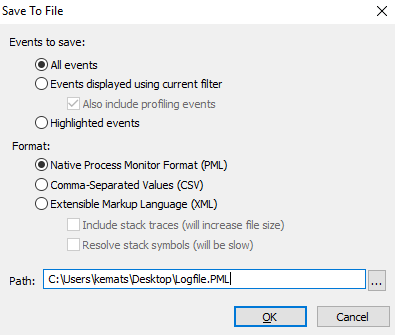 Save To File
Events to save:
All events
Events displayed using current filter
Also include profiling events
Highlighted events
Format:
Native Process Monitor Format (PML)
Comma-Separated Values (CSV)
Extensible Markup Language (XML)
Include stack traces (will increase file size)
Resolve stack symbols (will be slow)
Path: C:\Users\kemats\Desktop\Logfile.PML ...
OK Cancel